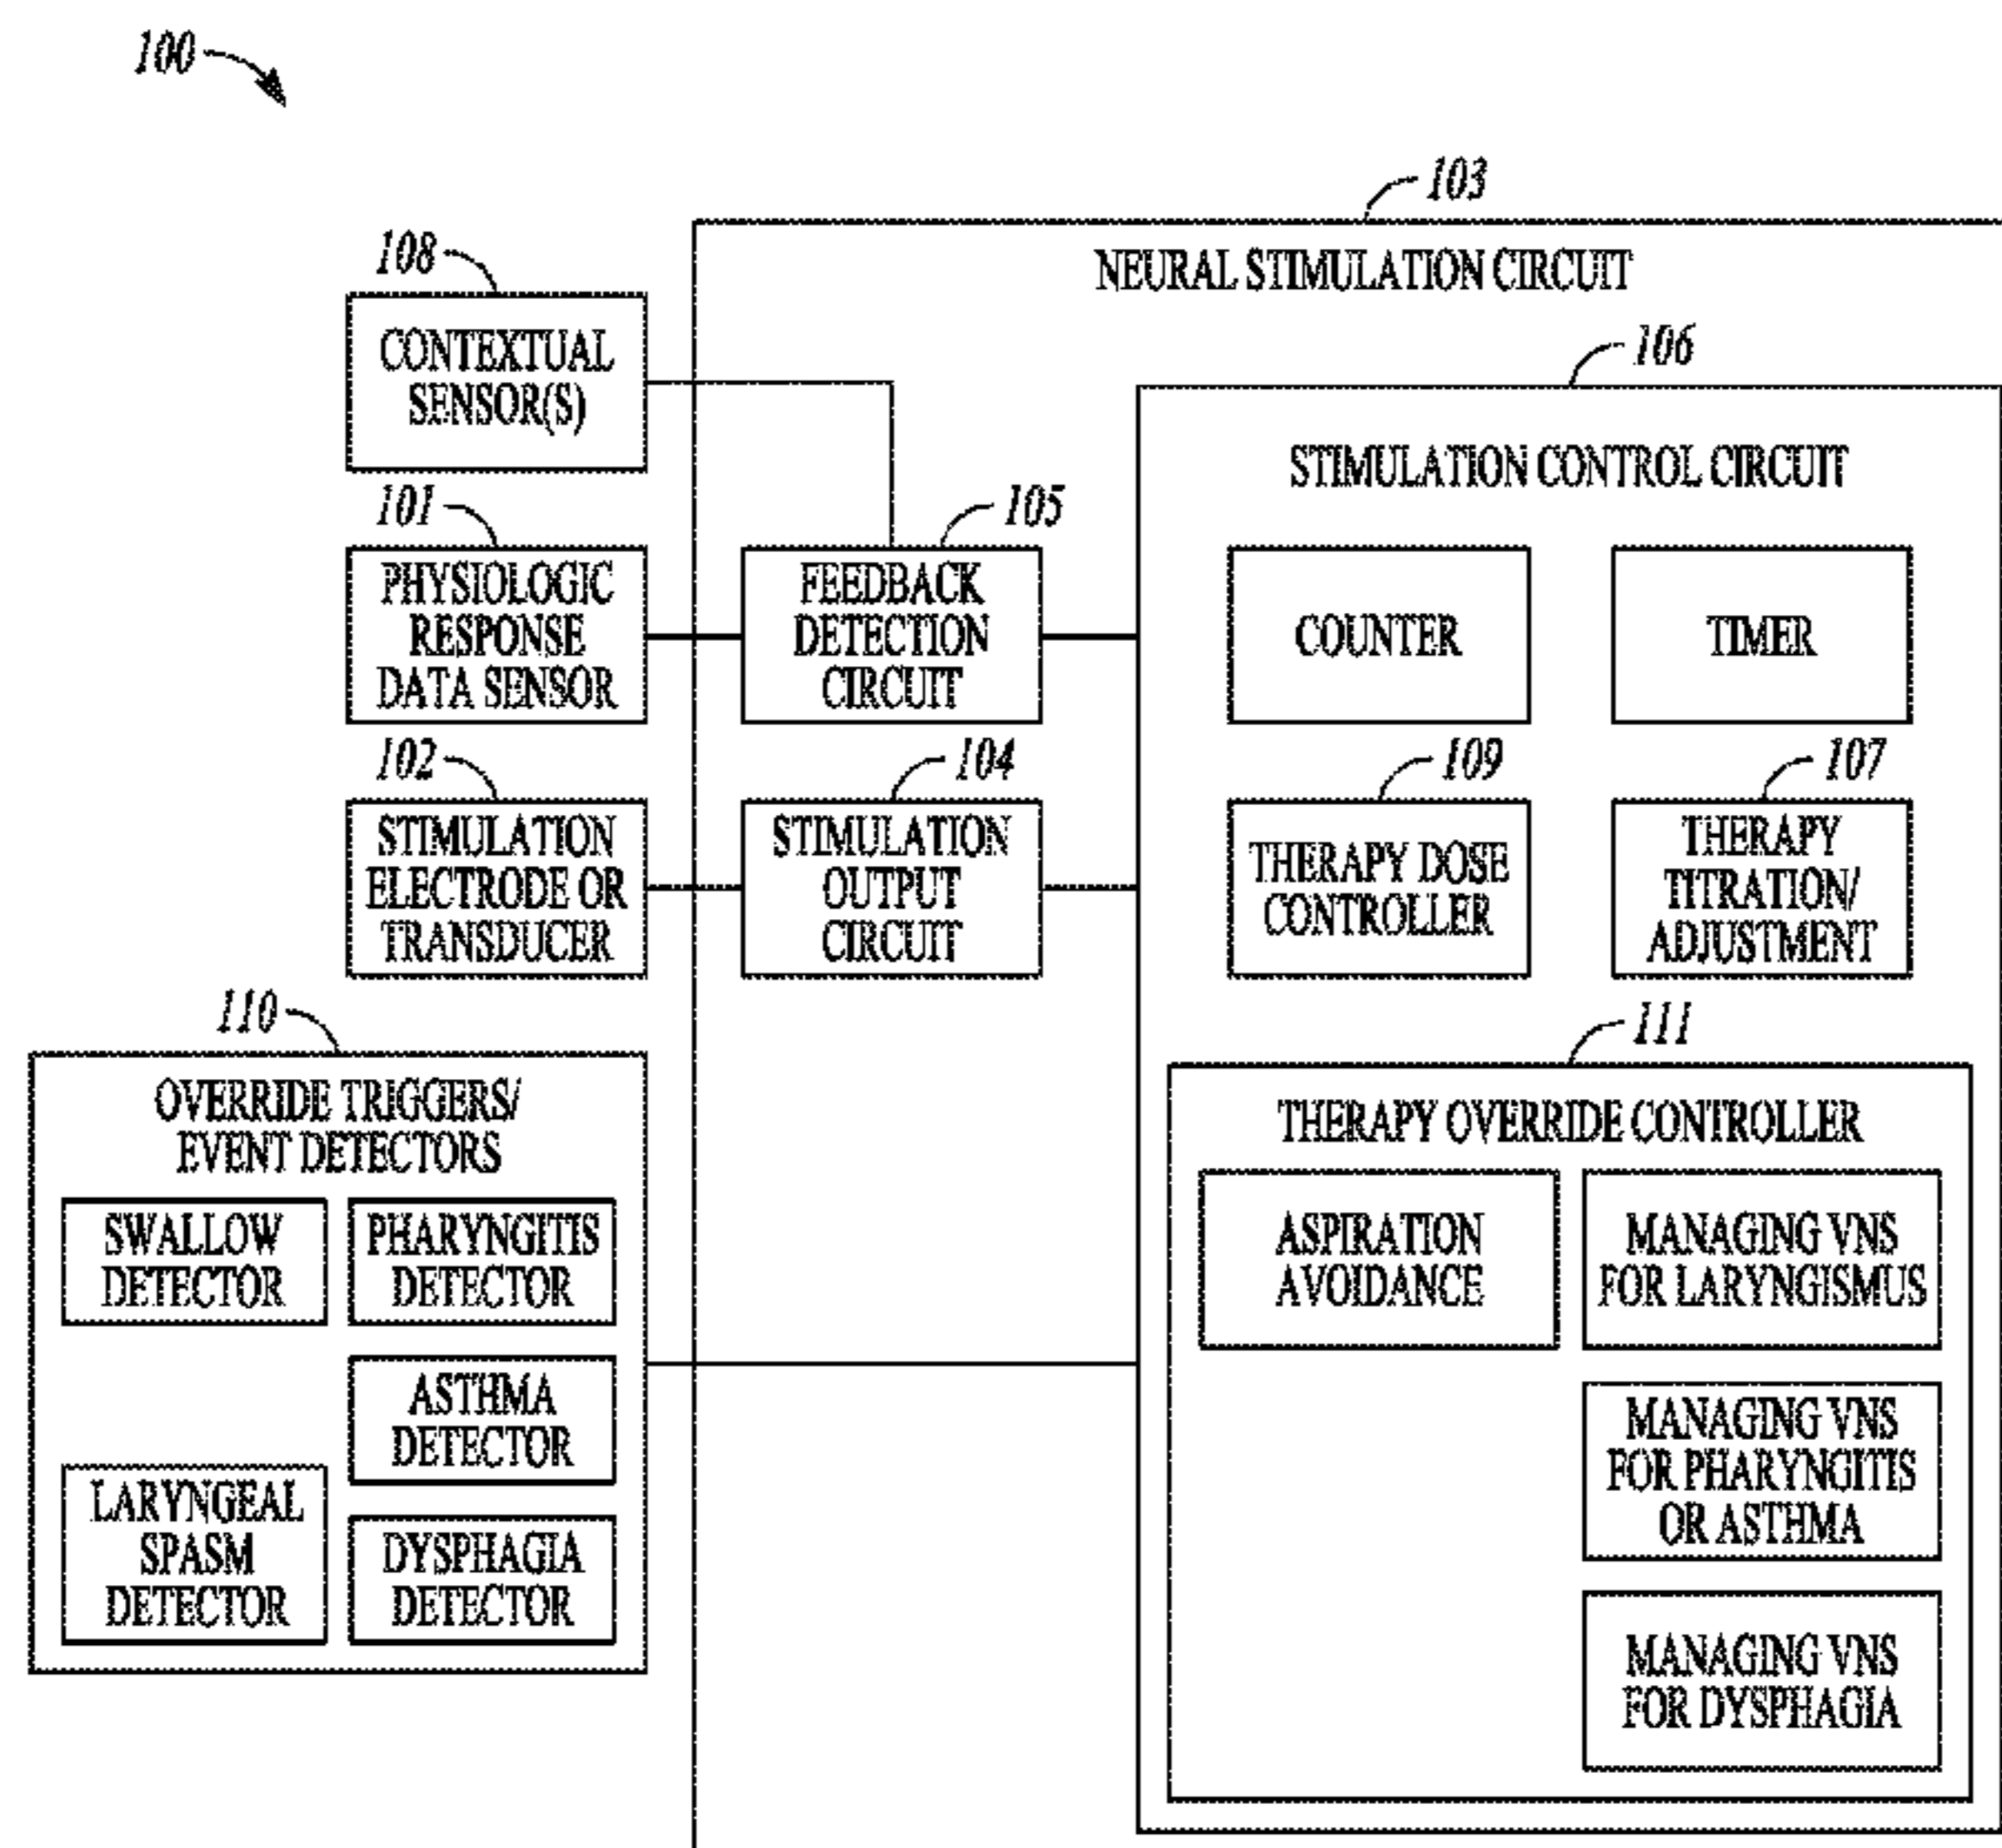 100
103
NEURAL STIMULATION CIRCUIT
108
CONTEXTUAL
SENSOR(S)
106
STIMULATION CONTROL CIRCUIT
101
PHYSIOLOGIC
RESPONSE
DATA SENSOR
105
FEEDBACK
DETECTION
CIRCUIT
COUNTER
TIMER
102
STIMULATION
ELECTRODE OR
TRANSDUCER
104
STIMULATION
OUTPUT
CIRCUIT
109
THERAPY DOSE
CONTROLLER
107
THERAPY
TITRATION/
ADJUSTMENT
110
OVERRIDE TRIGGERS/
EVENT DETECTORS
SWALLOW
DETECTOR
PHARYNGITIS
DETECTOR
ASTHMA
DETECTOR
LARYNGEAL
SPASM
DETECTOR
DYSPHAGIA
DETECTOR
111
THERAPY OVERRIDE CONTROLLER
ASPIRATION
AVOIDANCE
MANAGING VNS
FOR LARYNGISMUS
MANAGING VNS
FOR PHARYNGITIS
OR ASTHMA
MANAGING VNS
FOR DYSPHAGIA